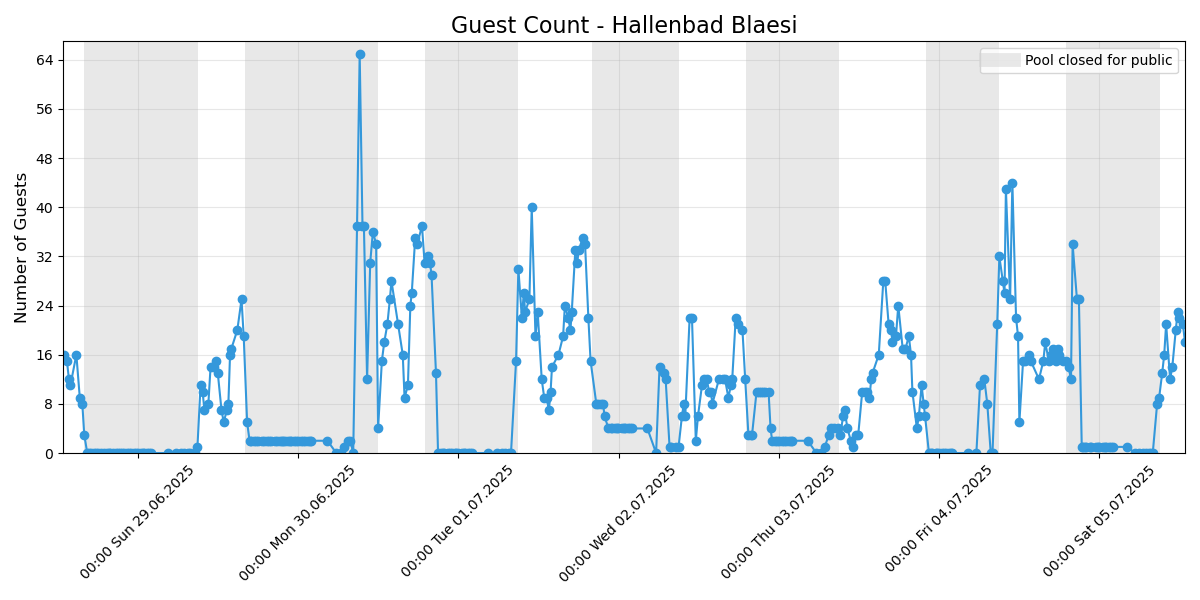 Guest Count - Hallenbad Blaesi
Pool closed for public
Number of Guests
64
56
48
40
32
24
16
8
0
00:00 Sun 29.06.2025
00:00 Mon 30.06.2025
00:00 Tue 01.07.2025
00:00 Wed 02.07.2025
00:00 Thu 03.07.2025
00:00 Fri 04.07.2025
00:00 Sat 05.07.2025